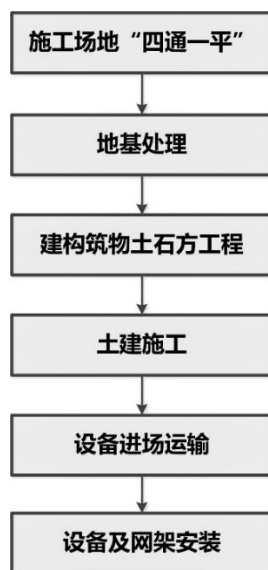 施工场地“四通一平”
地基处理
建构筑物土石方工程
土建施工
设备进场运输
设备及网架安装